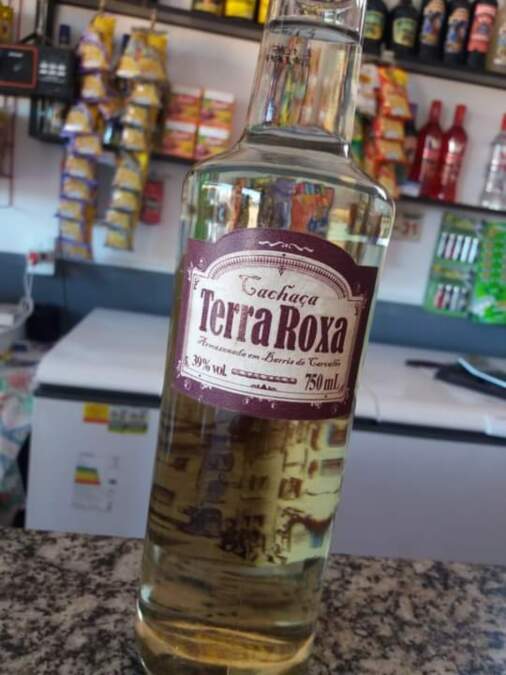 Cachaça
Terra Roxa
Armazenada em Barris de Carvalho
39% vol.
750 mL